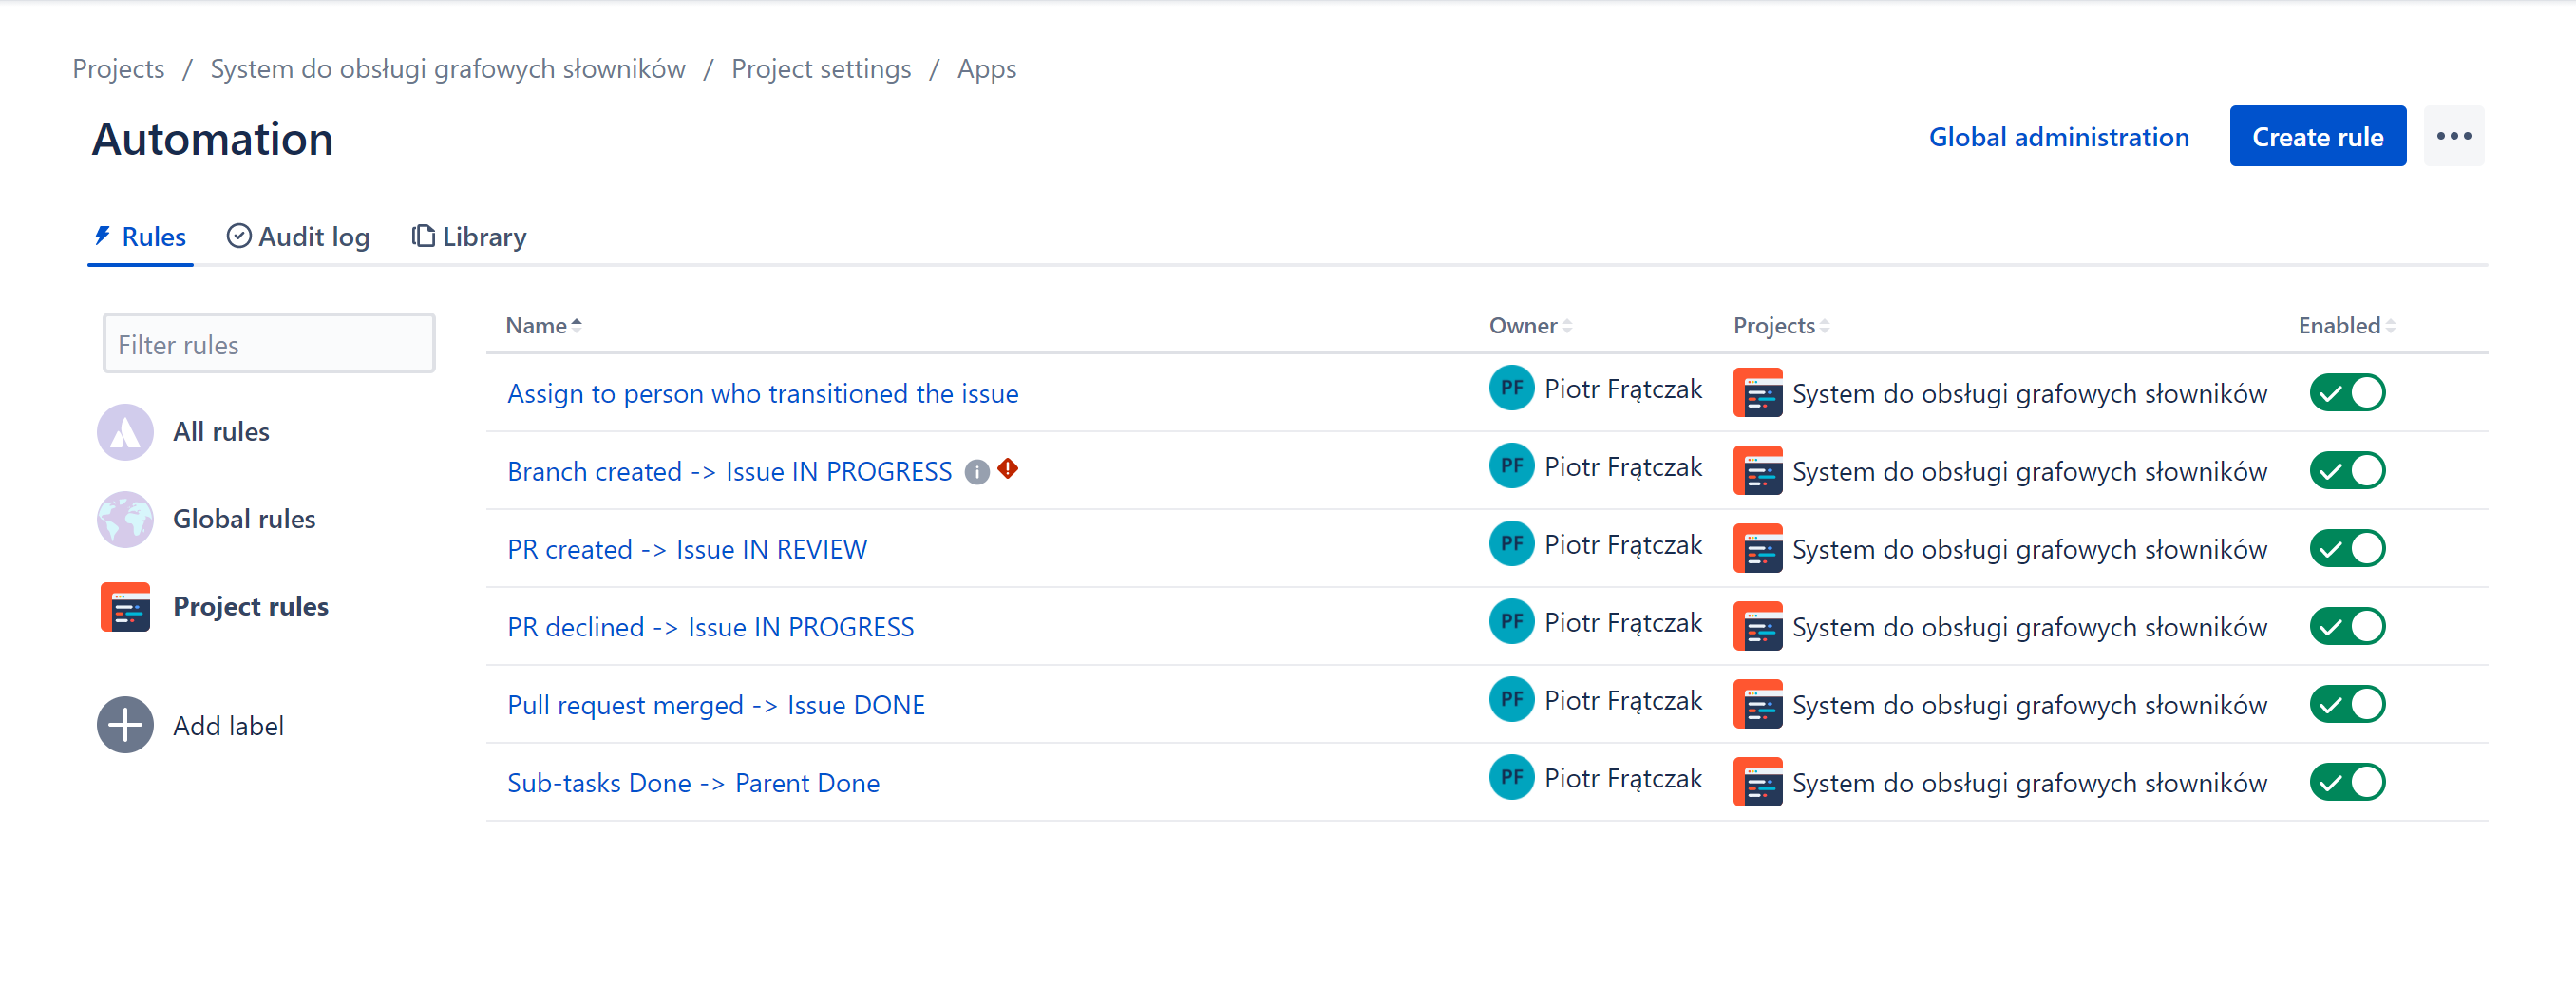 Projects / System do obsługi grafowych słowników / Project settings / Apps
Automation
Global administration
Create rule
Rules
Audit log
Library
Filter rules
All rules
Global rules
Project rules
Add label
Name Owner Projects Enabled
Assign to person who transitioned the issue PF Piotr Frątczak System do obsługi grafowych słowników
Branch created -> Issue IN PROGRESS PF Piotr Frątczak System do obsługi grafowych słowników
PR created -> Issue IN REVIEW PF Piotr Frątczak System do obsługi grafowych słowników
PR declined -> Issue IN PROGRESS PF Piotr Frątczak System do obsługi grafowych słowników
Pull request merged -> Issue DONE PF Piotr Frątczak System do obsługi grafowych słowników
Sub-tasks Done -> Parent Done PF Piotr Frątczak System do obsługi grafowych słowników